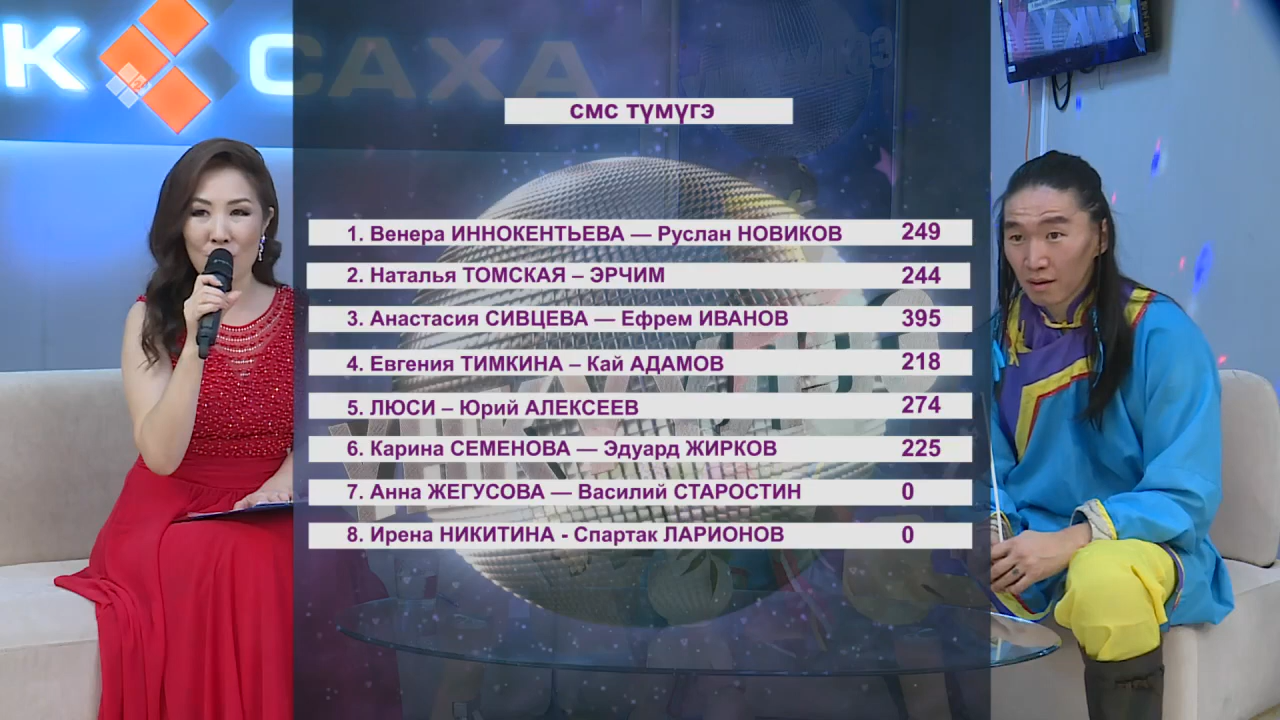 К САХА
смс түмүгэ
1. Венера ИННОКЕНТЬЕВА — Руслан НОВИКОВ 249
2. Наталья ТОМСКАЯ – ЭРЧИМ 244
3. Анастасия СИВЦЕВА — Ефрем ИВАНОВ 395
4. Евгения ТИМКИНА – Кай АДАМОВ 218
5. ЛЮСИ – Юрий АЛЕКСЕЕВ 274
6. Карина СЕМЕНОВА — Эдуард ЖИРКОВ 225
7. Анна ЖЕГУСОВА — Василий СТАРОСТИН 0
8. Ирена НИКИТИНА - Спартак ЛАРИОНОВ 0